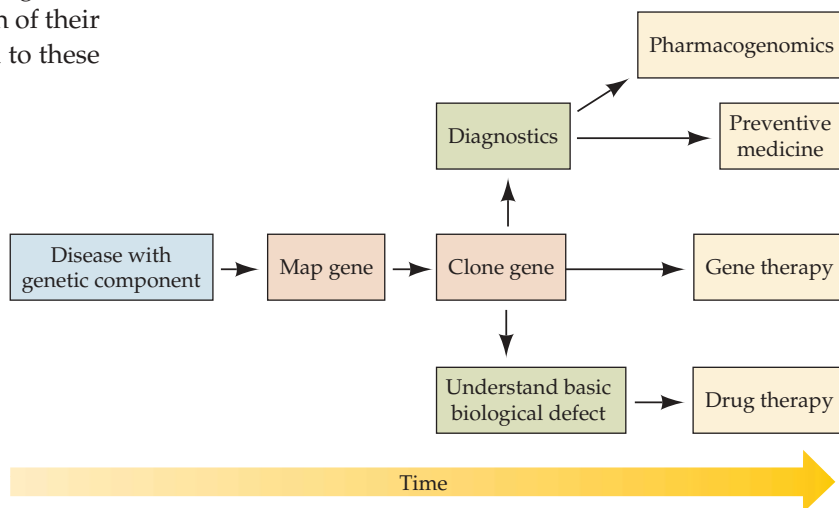 n of their
to these
Pharmacogenomics
Diagnostics
Preventive
medicine
Disease with
genetic component
Map gene
Clone gene
Gene therapy
Understand basic
biological defect
Drug therapy
Time